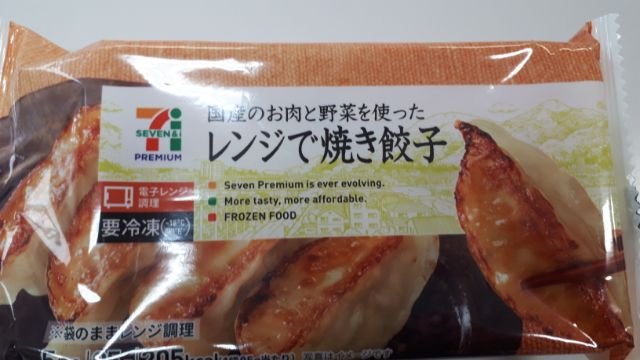 国産のお肉と野菜を使った
レンジで焼き餃子
SEVEN&i
PREMIUM
Seven Premium is ever evolving.
More tasty, more affordable.
FROZEN FOOD
電子レンジ
調理
要冷凍
-18℃
※袋のままレンジ調理
205kcal